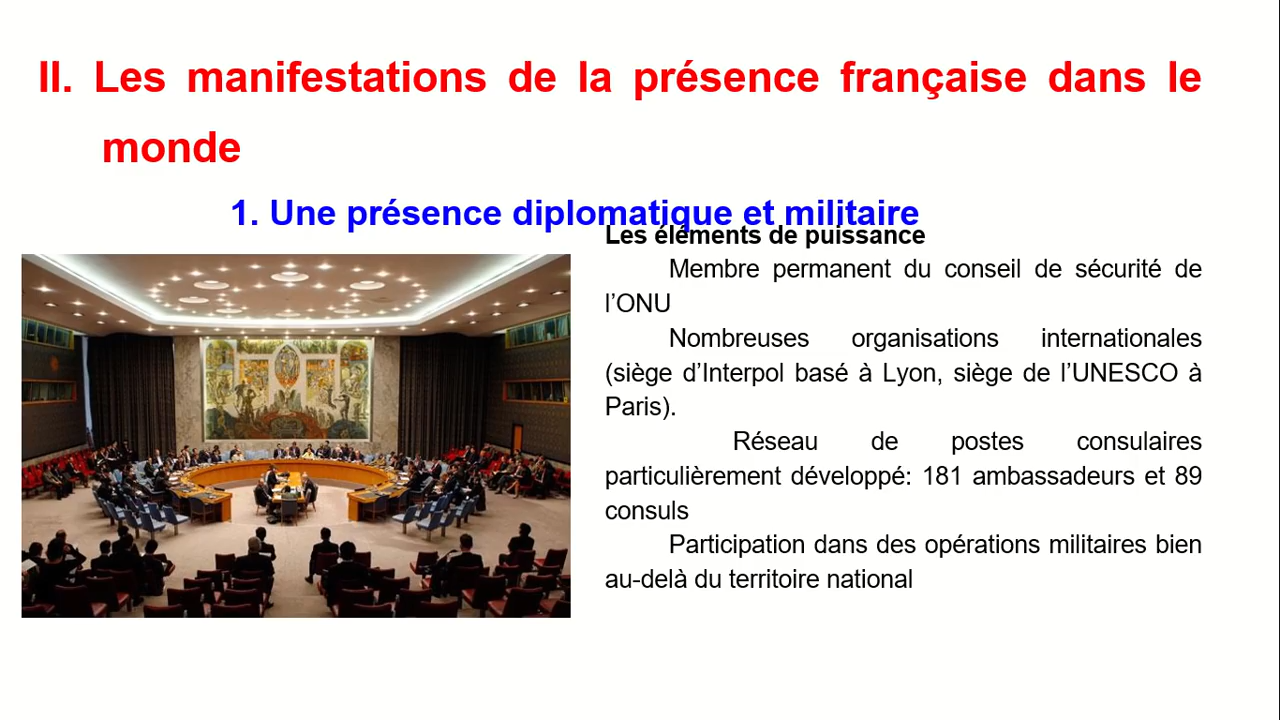 II. Les manifestations de la présence française dans le
monde
1. Une présence diplomatique et militaire
Les éléments de puissance
Membre permanent du conseil de sécurité de
l’ONU
Nombreuses organisations internationales
(siège d’Interpol basé à Lyon, siège de l’UNESCO à
Paris).
Réseau de postes consulaires
particulièrement développé: 181 ambassadeurs et 89
consuls
Participation dans des opérations militaires bien
au-delà du territoire national